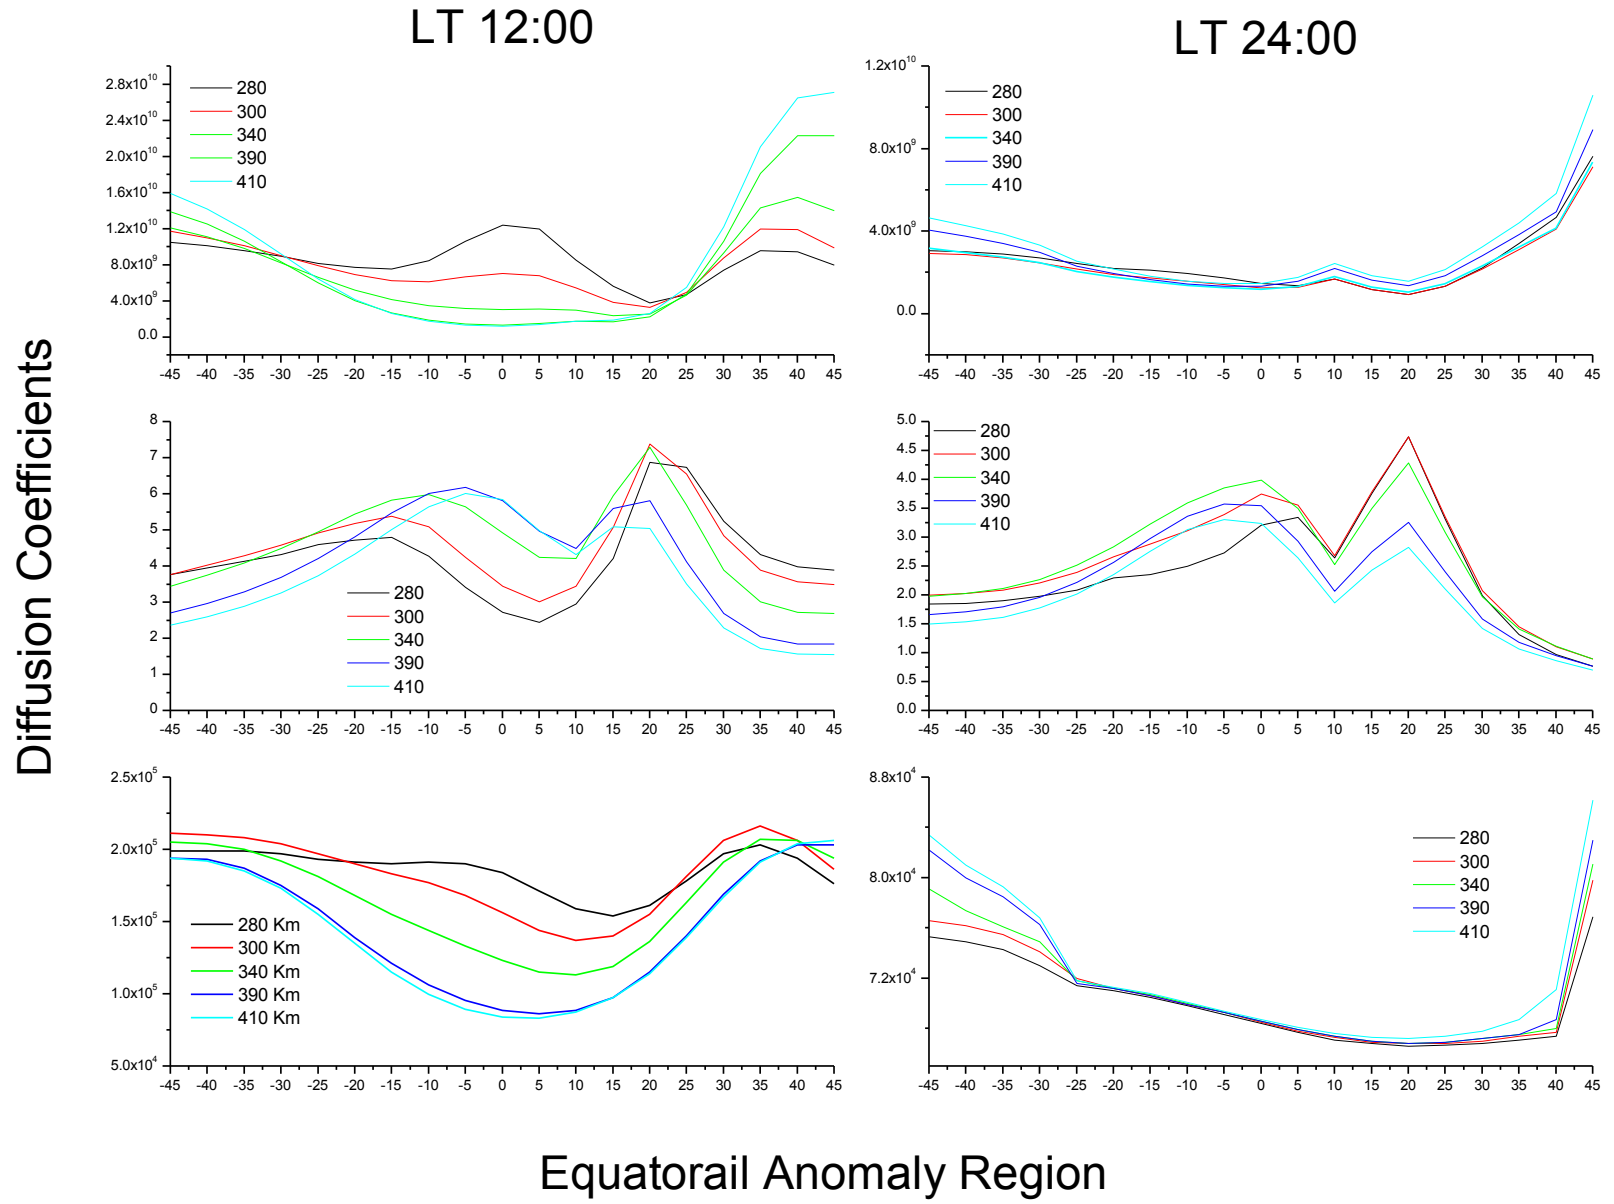 LT 12:00
LT 24:00
Diffusion Coefficients
2.8x10^10
2.4x10^10
2.0x10^10
1.6x10^10
1.2x10^10
8.0x10^9
4.0x10^9
0.0
280
300
340
390
410
-45 -40 -35 -30 -25 -20 -15 -10 -5 0 5 10 15 20 25 30 35 40 45
1.2x10^10
8.0x10^9
4.0x10^9
0.0
280
300
340
390
410
-45 -40 -35 -30 -25 -20 -15 -10 -5 0 5 10 15 20 25 30 35 40 45
8
7
6
5
4
3
2
1
0
280
300
340
390
410
-45 -40 -35 -30 -25 -20 -15 -10 -5 0 5 10 15 20 25 30 35 40 45
5.0
4.5
4.0
3.5
3.0
2.5
2.0
1.5
1.0
0.5
0.0
280
300
340
390
410
-45 -40 -35 -30 -25 -20 -15 -10 -5 0 5 10 15 20 25 30 35 40 45
2.5x10^5
2.0x10^5
1.5x10^5
1.0x10^5
5.0x10^4
280 Km
300 Km
340 Km
390 Km
410 Km
-45 -40 -35 -30 -25 -20 -15 -10 -5 0 5 10 15 20 25 30 35 40 45
8.8x10^4
8.0x10^4
7.2x10^4
280
300
340
390
410
-45 -40 -35 -30 -25 -20 -15 -10 -5 0 5 10 15 20 25 30 35 40 45
Equatorail Anomaly Region